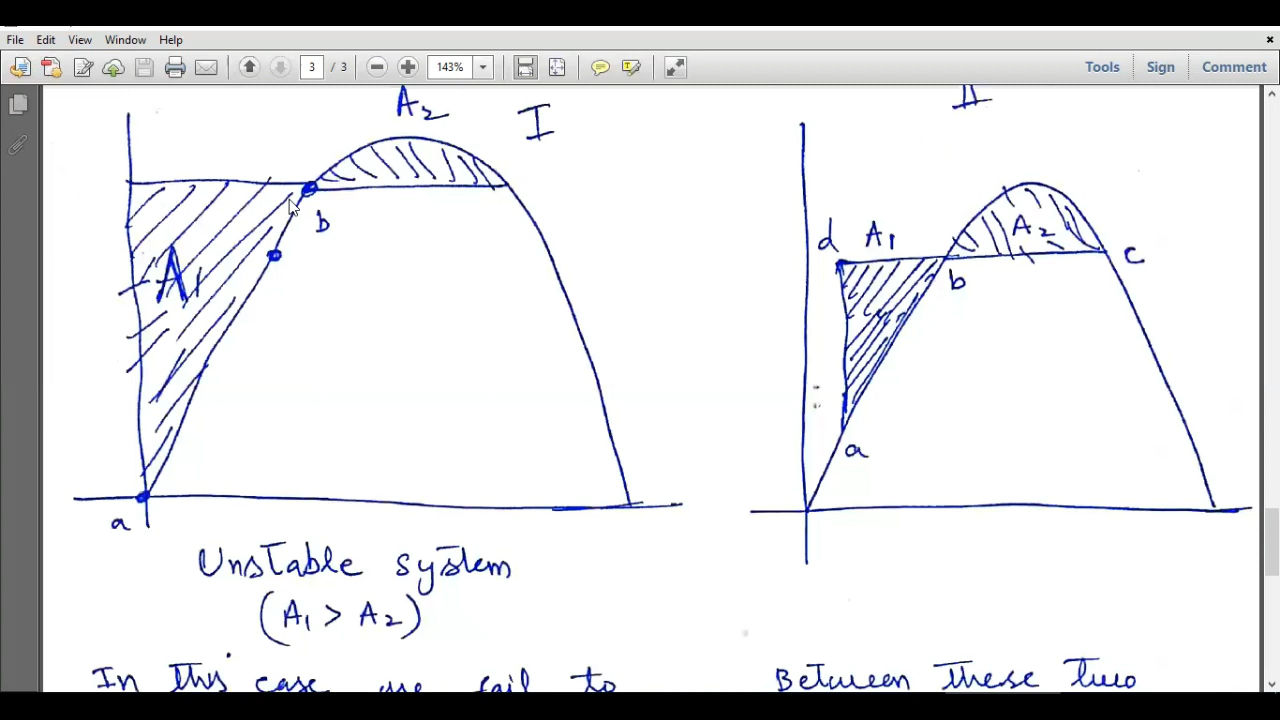 File Edit View Window Help
3 / 3 143% Tools Sign Comment
A2 I II
A1 b
a
d A1 A2
b c
a
Unstable system
(A1 > A2)
In this case we fail to
Between these two